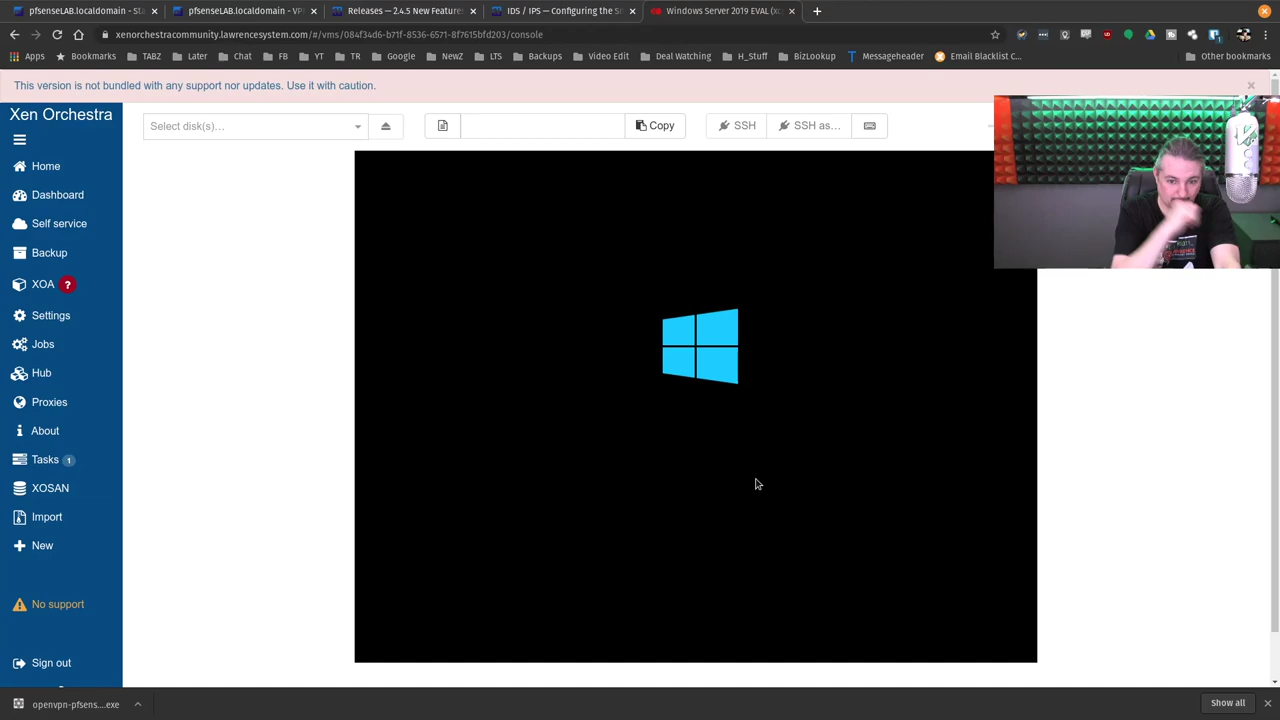 pfsenseLAB.localdomain - Sta
pfsenseLAB.localdomain - VPN
Releases — 2.4.5 New Features
IDS / IPS — Configuring the Sn
Windows Server 2019 EVAL (xc
xenorchestracommunity.lawrencesystem.com/#/vms/084f34d6-b71f-8536-6571-8f7615bfd203/console
Apps
Bookmarks
TABZ
Later
Chat
FB
YT
TR
Google
NewZ
LTS
Backups
Video Edit
Deal Watching
H_Stuff
BizLookup
Messageheader
Email Blacklist C...
Other bookmarks
This version is not bundled with any support nor updates. Use it with caution.
Xen Orchestra
Select disk(s)...
Copy
SSH
SSH as...
Home
Dashboard
Self service
Backup
XOA ?
Settings
Jobs
Hub
Proxies
About
Tasks 1
XOSAN
Import
New
No support
Sign out
openvpn-pfsens....exe
Show all